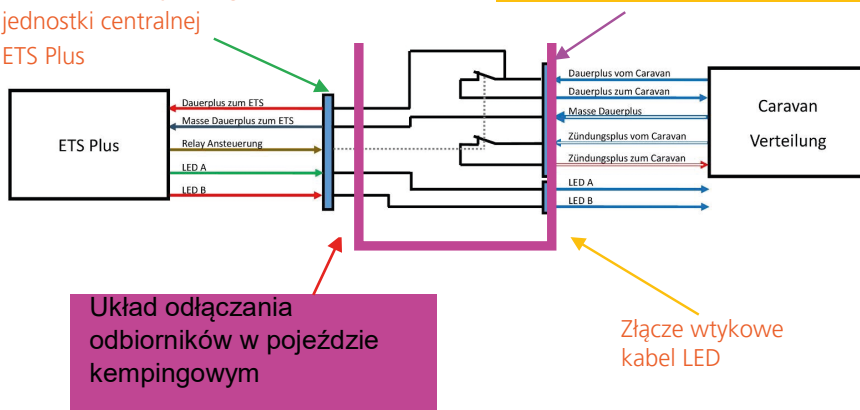 jednostki centralnej
ETS Plus
Dauerplus zum ETS
Masse Dauerplus zum ETS
Relay Ansteuerung
LED A
LED B
ETS Plus
Dauerplus vom Caravan
Dauerplus zum Caravan
Masse Dauerplus
Zündungsplus vom Caravan
Zündungsplus zum Caravan
LED A
LED B
Caravan
Verteilung
Układ odłączania
odbiorników w pojeździe
kempingowym
Złącze wtykowe
kabel LED